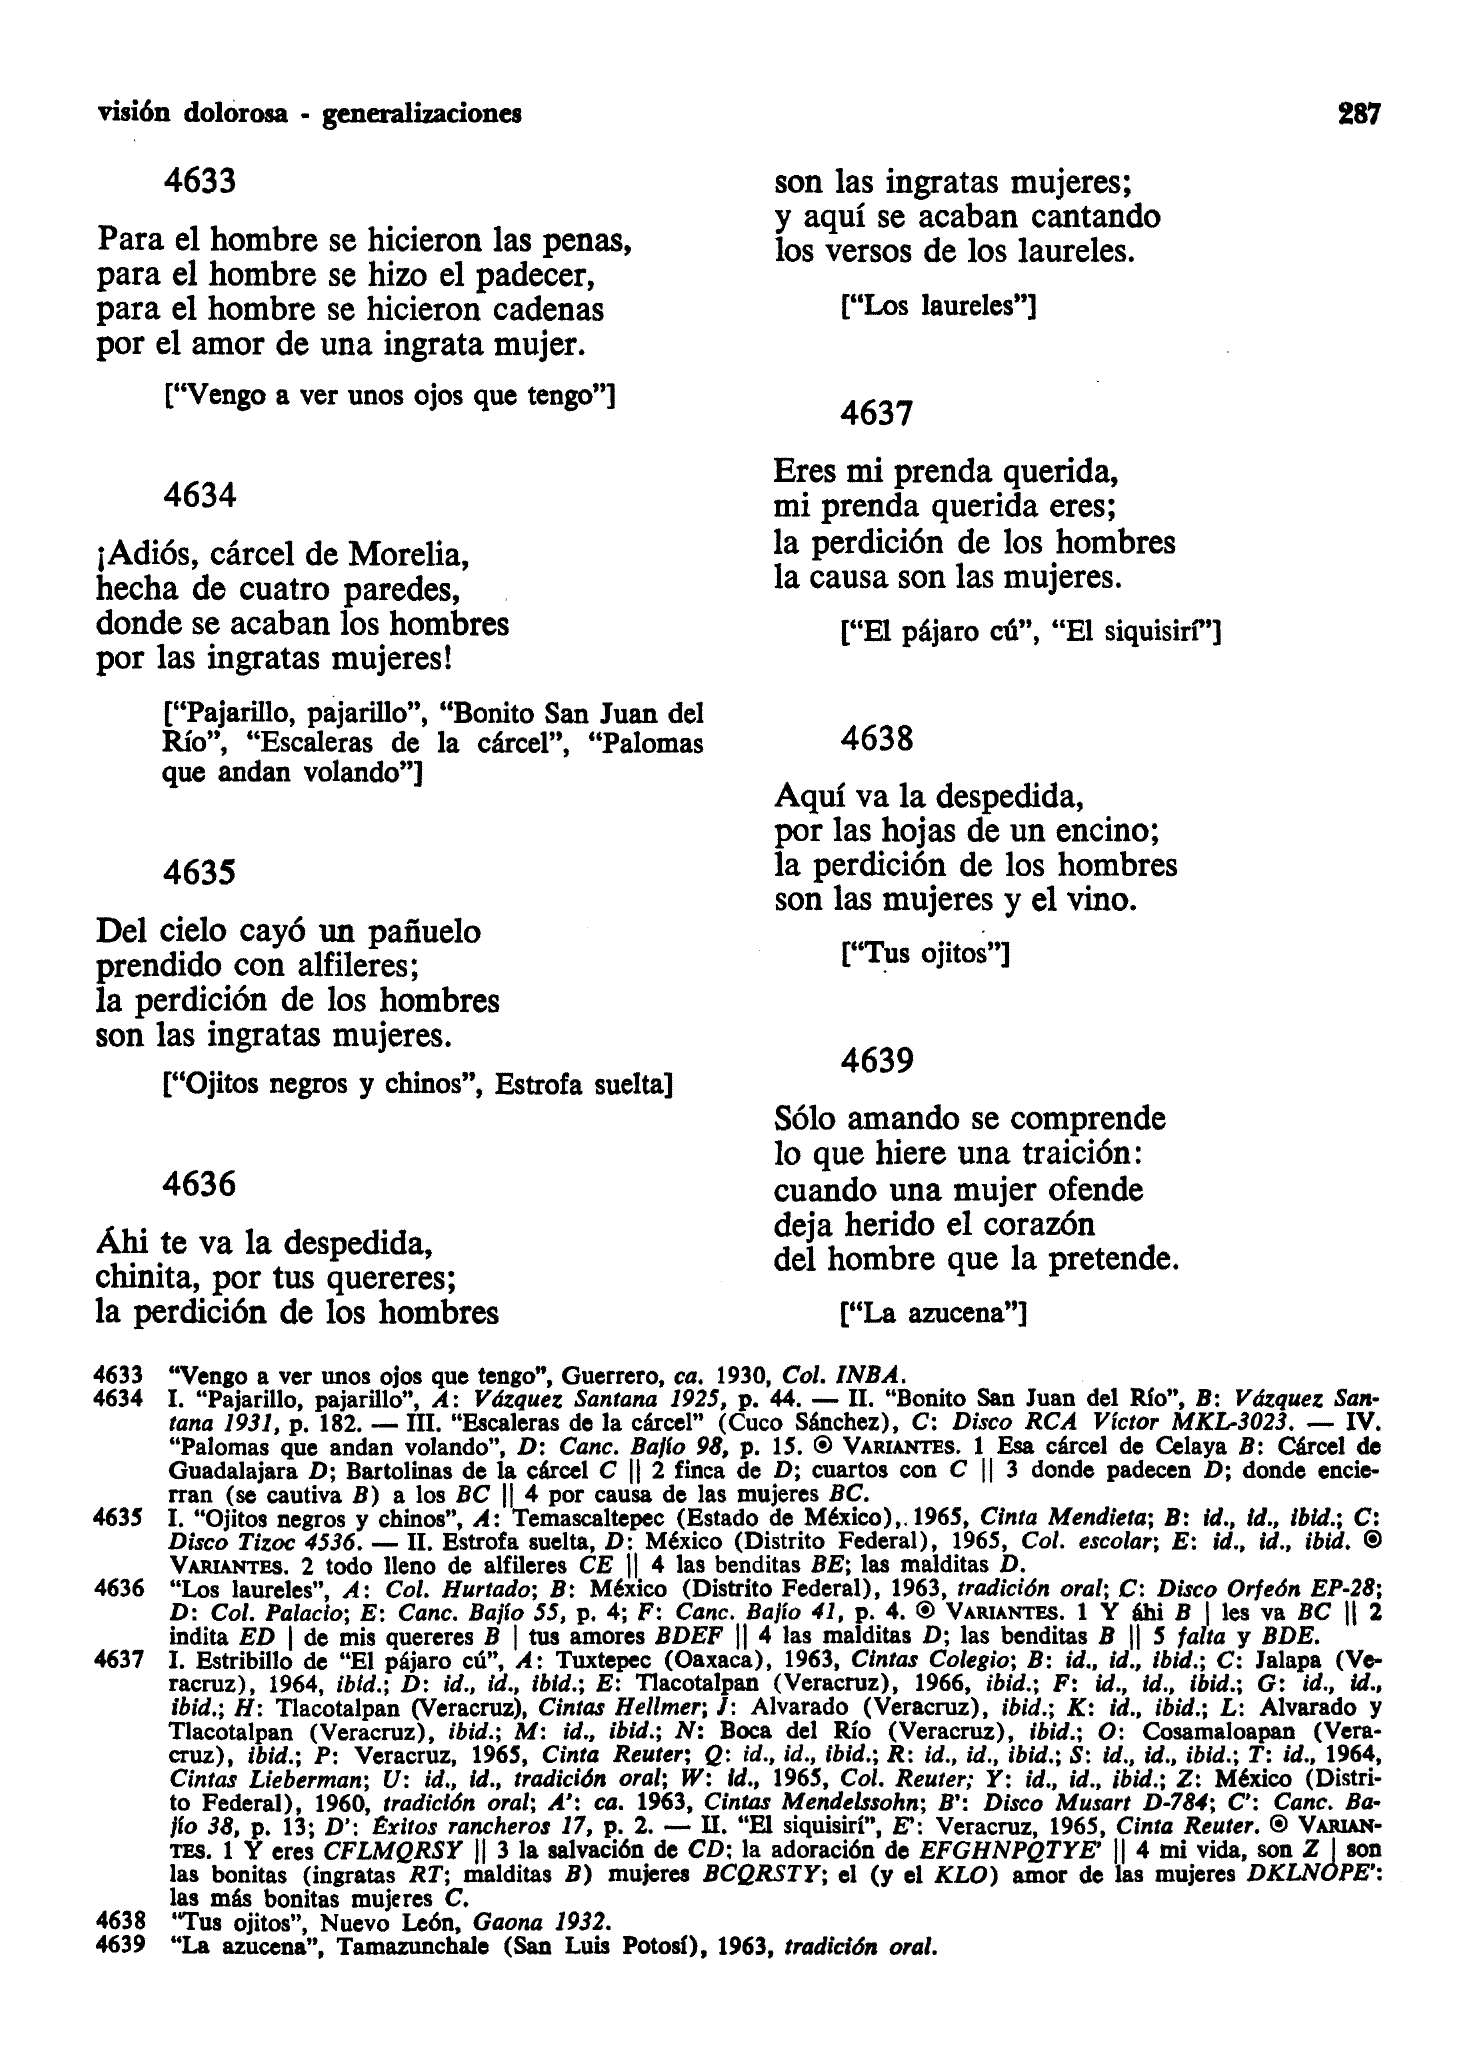 visión dolorosa - generalizaciones 287
4633
Para el hombre se hicieron las penas,
para el hombre se hizo el padecer,
para el hombre se hicieron cadenas
por el amor de una ingrata mujer.
[“Vengo a ver unos ojos que tengo”]
4634
¡Adiós, cárcel de Morelia,
hecha de cuatro paredes,
donde se acaban los hombres
por las ingratas mujeres!
[“Pajarillo, pajarillo”, “Bonito San Juan del
Río”, “Escaleras de la cárcel”, “Palomas
que andan volando”]
4635
Del cielo cayó un pañuelo
prendido con alfileres;
la perdición de los hombres
son las ingratas mujeres.
[“Ojitos negros y chinos”, Estrofa suelta]
4636
Áhi te va la despedida,
chinita, por tus quereres;
la perdición de los hombres
son las ingratas mujeres;
y aquí se acaban cantando
los versos de los laureles.
[“Los laureles”]
4637
Eres mi prenda querida,
mi prenda querida eres;
la perdición de los hombres
la causa son las mujeres.
[“El pájaro cú”, “El siquisirí”]
4638
Aquí va la despedida,
por las hojas de un encino;
la perdición de los hombres
son las mujeres y el vino.
[“Tus ojitos”]
4639
Sólo amando se comprende
lo que hiere una traición:
cuando una mujer ofende
deja herido el corazón
del hombre que la pretende.
[“La azucena”]
4633 “Vengo a ver unos ojos que tengo”, Guerrero, ca. 1930, Col. INBA.
4634 I. “Pajarillo, pajarillo”, A: Vázquez Santana 1925, p. 44. — II. “Bonito San Juan del Río”, B: Vázquez San-
tana 1931, p. 182. — III. “Escaleras de la cárcel” (Cuco Sánchez), C: Disco RCA Víctor MKL-3023. — IV.
“Palomas que andan volando”, D: Canc. Bajío 98, p. 15. ⊙ VARIANTES. 1 Esa cárcel de Celaya B: Cárcel de
Guadalajara D; Bartolinas de la cárcel C || 2 finca de D; cuartos con C || 3 donde padecen D; donde encie-
rran (se cautiva B) a los BC || 4 por causa de las mujeres BC.
4635 I. “Ojitos negros y chinos”, A: Temascaltepec (Estado de México), 1965, Cinta Mendieta; B: id., id., ibid.; C:
Disco Tizoc 4536. — II. Estrofa suelta, D: México (Distrito Federal), 1965, Col. escolar; E: id., id., ibid. ⊙
VARIANTES. 2 todo lleno de alfileres CE || 4 las benditas BE; las malditas D.
4636 “Los laureles”, A: Col. Hurtado; B: México (Distrito Federal), 1963, tradición oral; C: Disco Orfeón EP-28;
D: Col. Palacio; E: Canc. Bajío 55, p. 4; F: Canc. Bajío 41, p. 4. ⊙ VARIANTES. 1 Y áhi B | les va BC || 2
indita ED | de mis quereres B | tus amores BDEF || 4 las malditas D; las benditas B || 5 falta y BDE.
4637 I. Estribillo de “El pájaro cú”, A: Tuxtepec (Oaxaca), 1963, Cintas Colegio; B: id., id., ibid.; C: Jalapa (Ve-
racruz), 1964, ibid.; D: id., id., ibid.; E: Tlacotalpan (Veracruz), 1966, ibid.; F: id., id., ibid.; G: id., id.,
ibid.; H: Tlacotalpan (Veracruz), Cintas Hellmer; J: Alvarado (Veracruz), ibid.; K: id., ibid.; L: Alvarado y
Tlacotalpan (Veracruz), ibid.; M: id., ibid.; N: Boca del Río (Veracruz), ibid.; O: Cosamaloapan (Vera-
cruz), ibid.; P: Veracruz, 1965, Cinta Reuter; Q: id., id., ibid.; R: id., id., ibid.; S: id., id., ibid.; T: id., 1964,
Cintas Lieberman; U: id., id., tradición oral; W: id., 1965, Col. Reuter; Y: id., id., ibid.; Z: México (Distri-
to Federal), 1960, tradición oral; A’: ca. 1963, Cintas Mendelssohn; B’: Disco Musart D-784; C’: Canc. Ba-
jío 38, p. 13; D’: Éxitos rancheros 17, p. 2. — II. “El siquisirí”, E’: Veracruz, 1965, Cinta Reuter. ⊙ VARIAN-
TES. 1 Y eres CFLMQRSY || 3 la salvación de CD; la adoración de EFGHNPQTYE’ || 4 mi vida, son Z | son
las bonitas (ingratas RT; malditas B) mujeres BCQRSTY; el (y el KLO) amor de las mujeres DKLNOPE’:
las más bonitas mujeres C.
4638 “Tus ojitos”, Nuevo León, Gaona 1932.
4639 “La azucena”, Tamazunchale (San Luis Potosí), 1963, tradición oral.